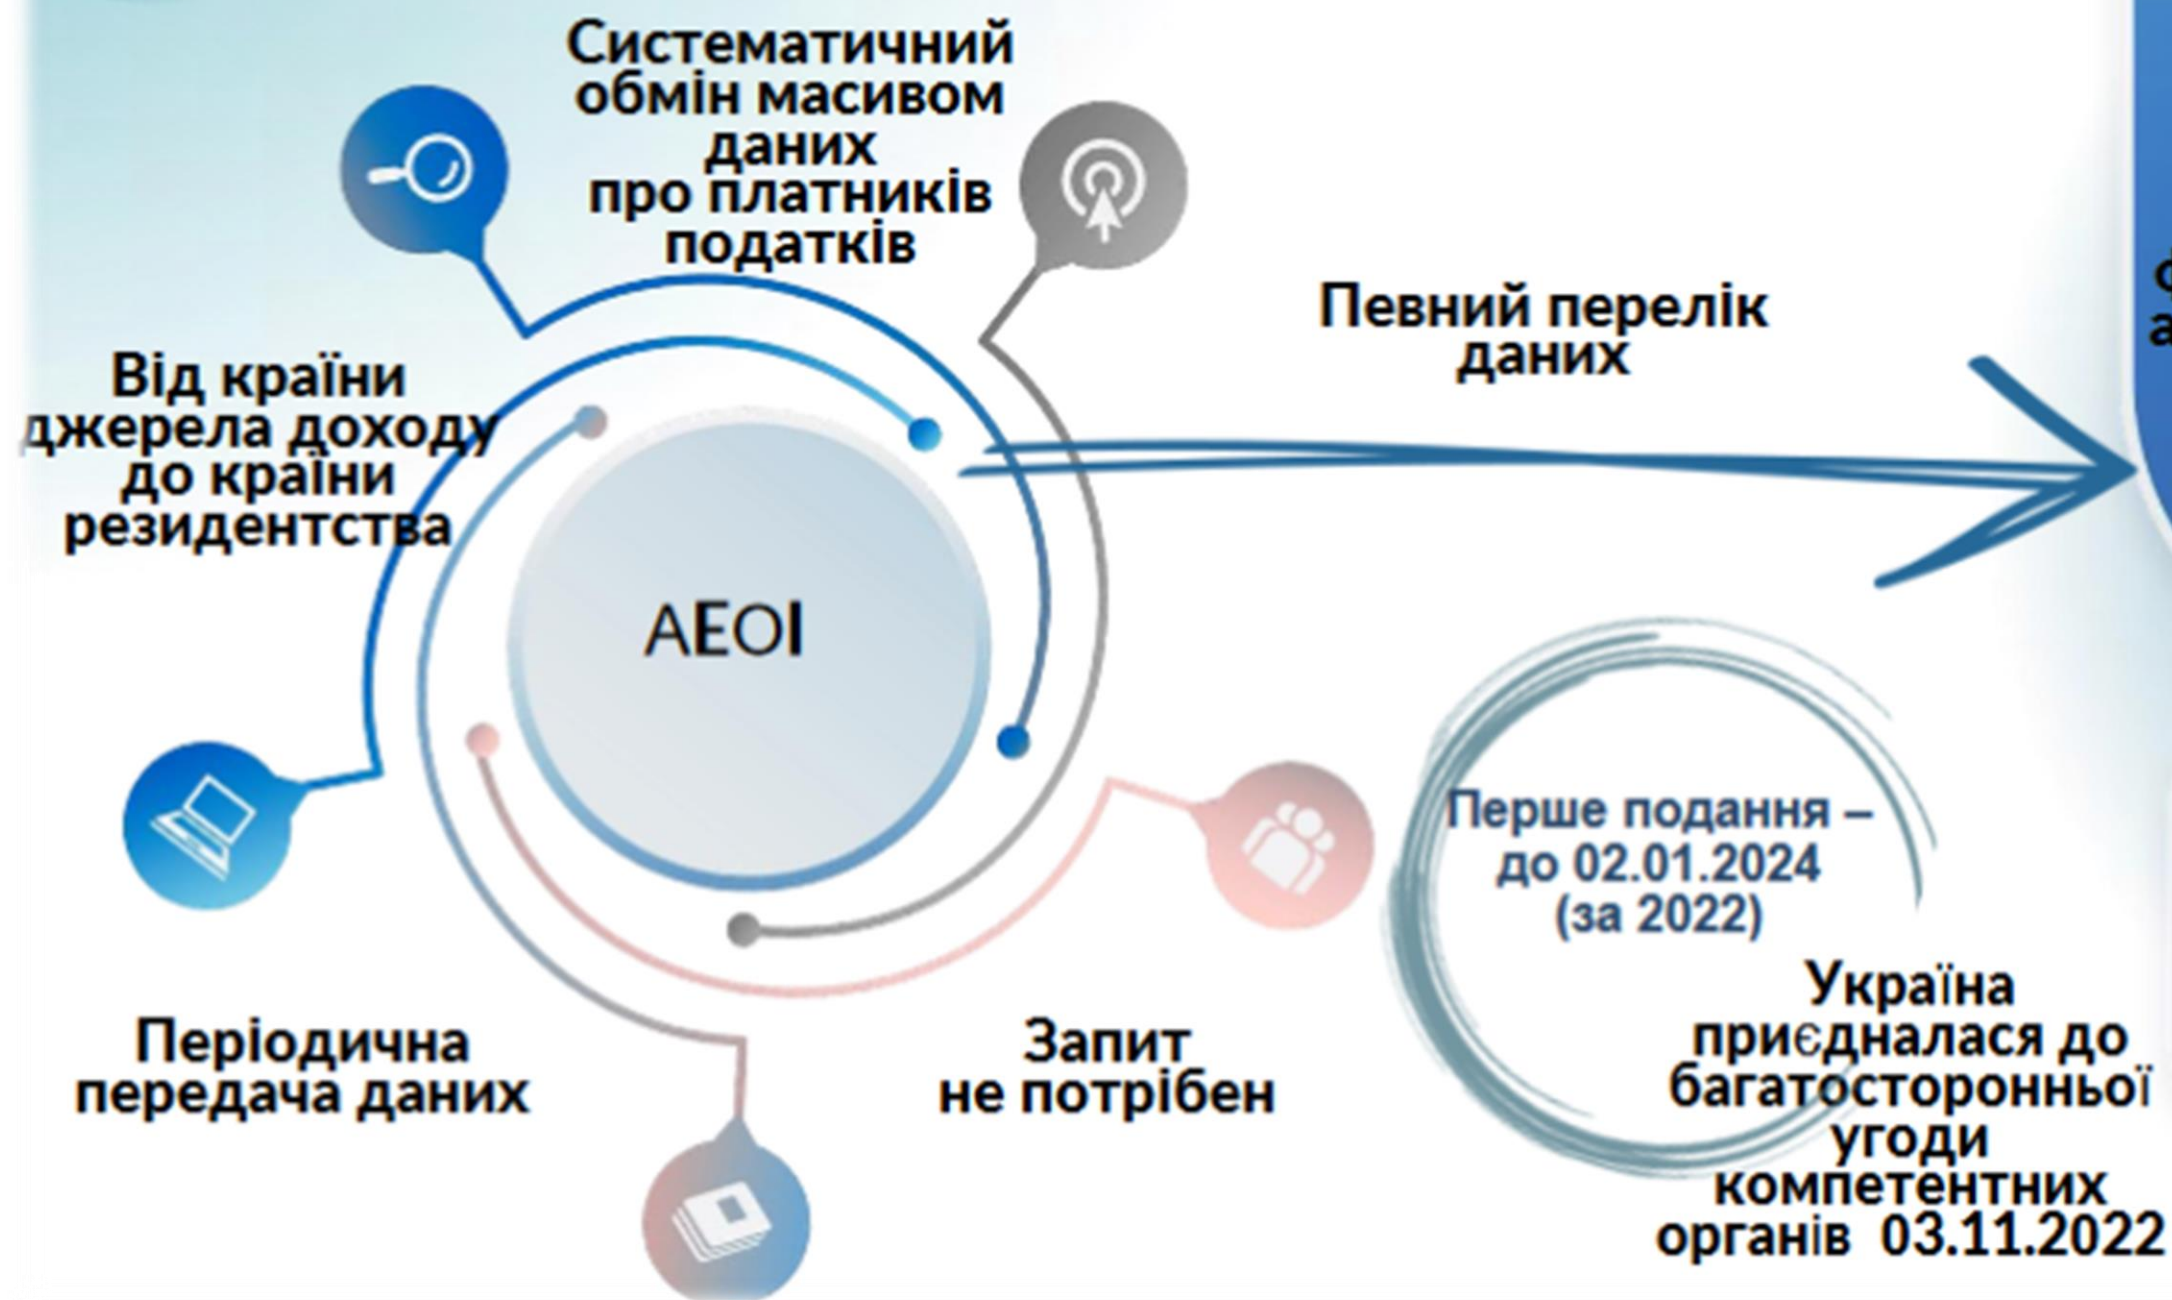 Систематичний
обмін масивом
даних
про платників
податків
Певний перелік
даних
Від країни
джерела доходу
до країни
резидентства
AEOI
Перше подання –
до 02.01.2024
(за 2022)
Україна
приєдналася до
багатосторонньої
угоди
компетентних
органів 03.11.2022
Періодична
передача даних
Запит
не потрібен